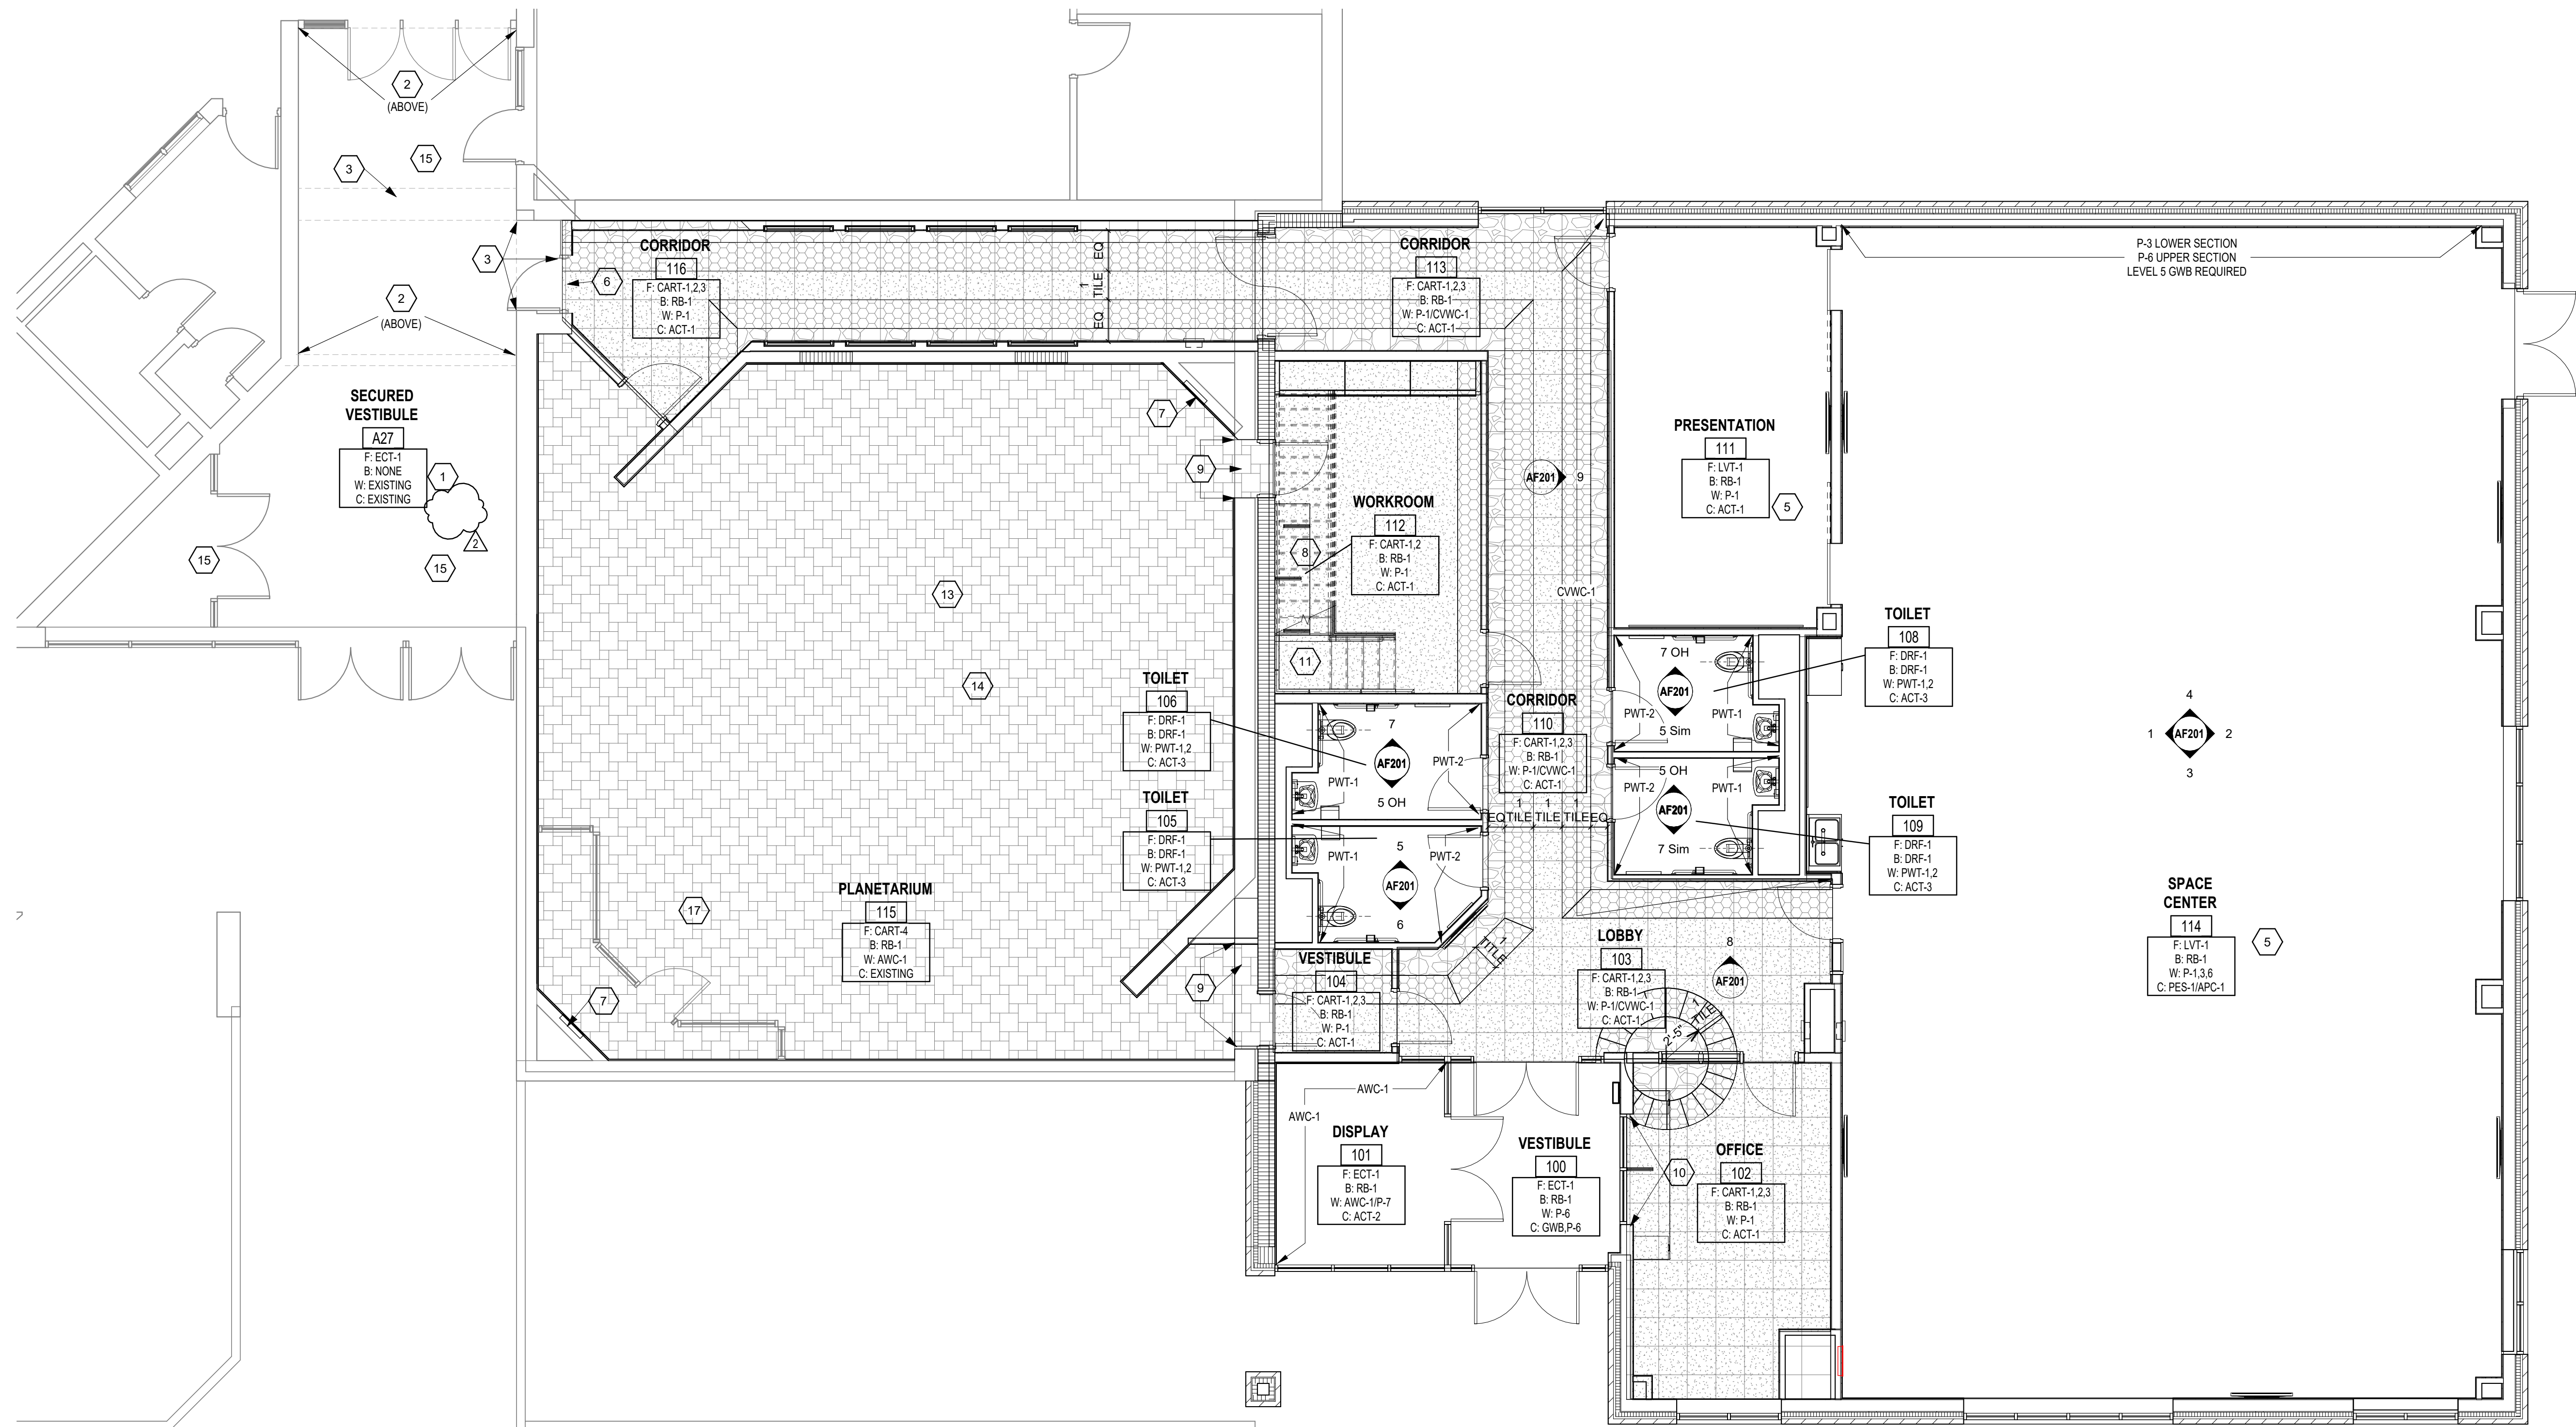 2
(ABOVE)
3
15
3
6
2
(ABOVE)
SECURED
VESTIBULE
A27
F: ECT-1
B: NONE
W: EXISTING
C: EXISTING
1
2
15
15
CORRIDOR
116
F: CART-1,2,3
B: RB-1
W: P-1
C: ACT-1
EQ
1
TILE
EQ
CORRIDOR
113
F: CART-1,2,3
B: RB-1
W: P-1/CVWC-1
C: ACT-1
P-3 LOWER SECTION
P-6 UPPER SECTION
LEVEL 5 GWB REQUIRED
7
9
13
14
17
7
9
PLANETARIUM
115
F: CART-4
B: RB-1
W: AWC-1
C: EXISTING
WORKROOM
112
F: CART-1,2
B: RB-1
W: P-1
C: ACT-1
8
11
AF201
9
CVWC-1
PRESENTATION
111
F: LVT-1
B: RB-1
W: P-1
C: ACT-1
5
TOILET
106
F: DRF-1
B: DRF-1
W: PWT-1,2
C: ACT-3
TOILET
105
F: DRF-1
B: DRF-1
W: PWT-1,2
C: ACT-3
7
AF201
PWT-2
PWT-1
5 OH
5
PWT-1
PWT-2
AF201
6
CORRIDOR
110
F: CART-1,2,3
B: RB-1
W: P-1/CVWC-1
C: ACT-1
1 1 1
EQ TILE TILE TILE EQ
7 OH
AF201
PWT-2
PWT-1
5 Sim
5 OH
PWT-2
PWT-1
AF201
7 Sim
TOILET
108
F: DRF-1
B: DRF-1
W: PWT-1,2
C: ACT-3
TOILET
109
F: DRF-1
B: DRF-1
W: PWT-1,2
C: ACT-3
4
1
AF201
2
3
SPACE
CENTER
114
F: LVT-1
B: RB-1
W: P-1,3,6
C: PES-1/APC-1
5
1
TILE
VESTIBULE
104
F: CART-1,2,3
B: RB-1
W: P-1
C: ACT-1
LOBBY
103
F: CART-1,2,3
B: RB-1
W: P-1/CVWC-1
C: ACT-1
8
AF201
1
TILE
2'-5"
AWC-1
AWC-1
DISPLAY
101
F: ECT-1
B: RB-1
W: AWC-1/P-7
C: ACT-2
VESTIBULE
100
F: ECT-1
B: RB-1
W: P-6
C: GWB,P-6
10
OFFICE
102
F: CART-1,2,3
B: RB-1
W: P-1
C: ACT-1